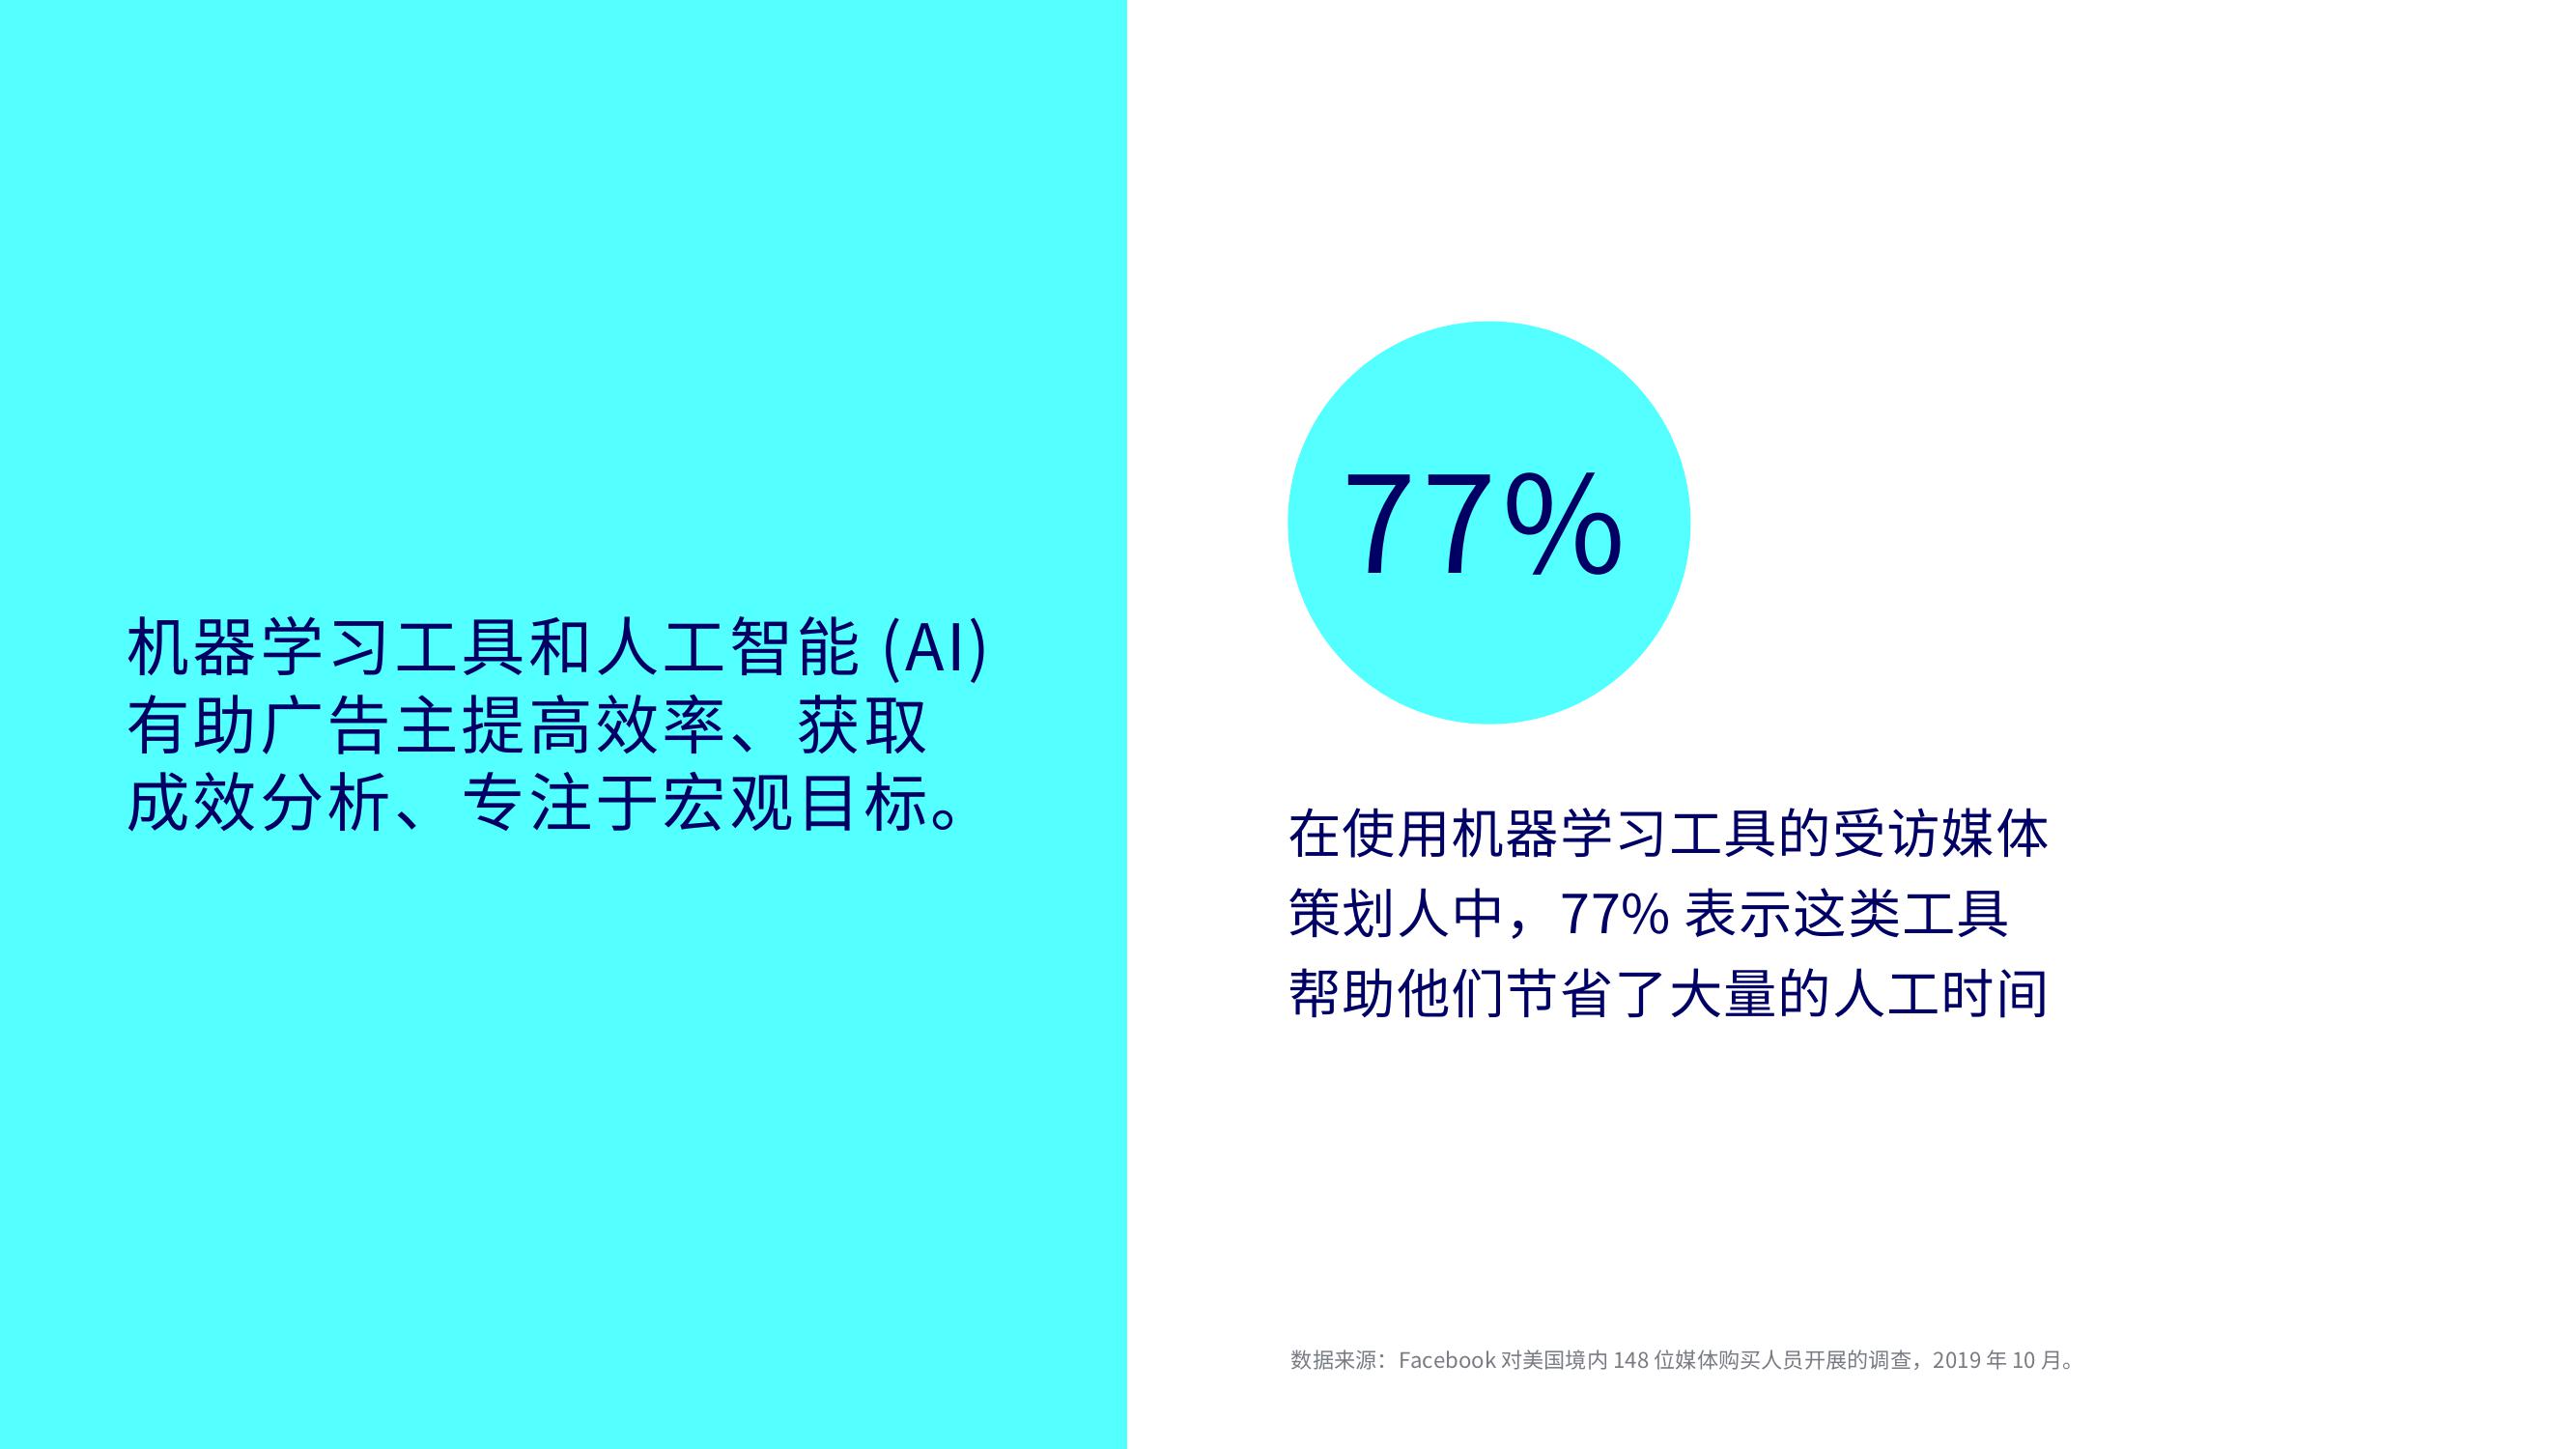 机器学习工具和人工智能 (AI)
有助广告主提高效率、获取
成效分析、专注于宏观目标。
77%
在使用机器学习工具的受访媒体
策划人中，77% 表示这类工具
帮助他们节省了大量的人工时间
数据来源：Facebook 对美国境内 148 位媒体购买人员开展的调查，2019 年 10 月。